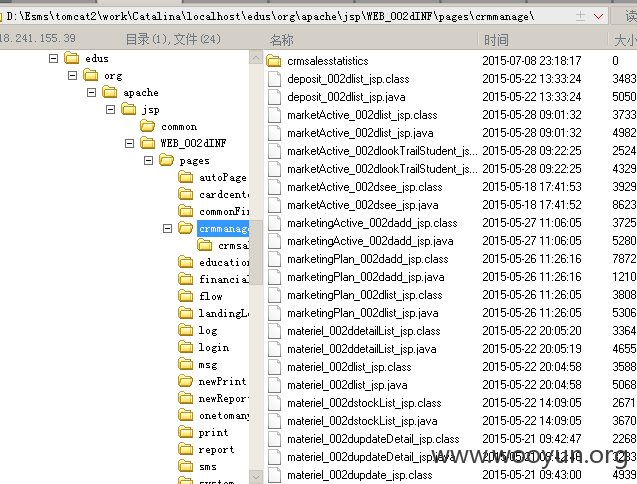 D:\Esms\tomcat2\work\Catalina\localhost\edus\org\apache\jsp\WEB_002dINF\pages\crmmanage\ 读
18.241.155.39 目录(1),文件(24) 名称 时间 大小
edus
org
apache
jsp
common
WEB_002dINF
pages
autoPage
cardcente
commonFi
crmmanage
crmsa
education
financial
flow
landingLo
log
login
msg
newPrint
newRepor
onetomany
print
report
sms
system
crmsalesstatistics 2015-07-08 23:18:17 0
deposit_002dlist_jsp.class 2015-05-22 13:33:24 3483
deposit_002dlist_jsp.java 2015-05-22 13:33:24 5050
marketActive_002dlist_jsp.class 2015-05-28 09:01:32 3733
marketActive_002dlist_jsp.java 2015-05-28 09:01:32 4982
marketActive_002dlookTrailStudent_js... 2015-05-28 09:22:25 2524
marketActive_002dlookTrailStudent_js... 2015-05-28 09:22:25 4329
marketActive_002dsee_jsp.class 2015-05-18 17:41:53 3929
marketActive_002dsee_jsp.java 2015-05-18 17:41:52 8623
marketingActive_002dadd_jsp.class 2015-05-27 11:06:05 3725
marketingActive_002dadd_jsp.java 2015-05-27 11:06:05 5280
marketingPlan_002dadd_jsp.class 2015-05-26 11:26:16 7872
marketingPlan_002dadd_jsp.java 2015-05-26 11:26:16 1210
marketingPlan_002dlist_jsp.class 2015-05-26 11:26:05 3808
marketingPlan_002dlist_jsp.java 2015-05-26 11:26:05 5306
materiel_002ddetailList_jsp.class 2015-05-22 20:05:20 3364
materiel_002ddetailList_jsp.java 2015-05-22 20:05:19 4655
materiel_002dlist_jsp.class 2015-05-22 20:04:58 3588
materiel_002dlist_jsp.java 2015-05-22 20:04:58 5068
materiel_002dstockList_jsp.class 2015-05-22 14:09:05 2671
materiel_002dstockList_jsp.java 2015-05-22 14:09:05 3670
materiel_002dupdateDetail_jsp.class 2015-05-21 09:42:47 2268
materiel_002dupdateDetail_jsp.java 2015-05-21 09:42:46
materiel_002dupdate_jsp.class 2015-05-21 09:43:00 4939
www.wooyun.org